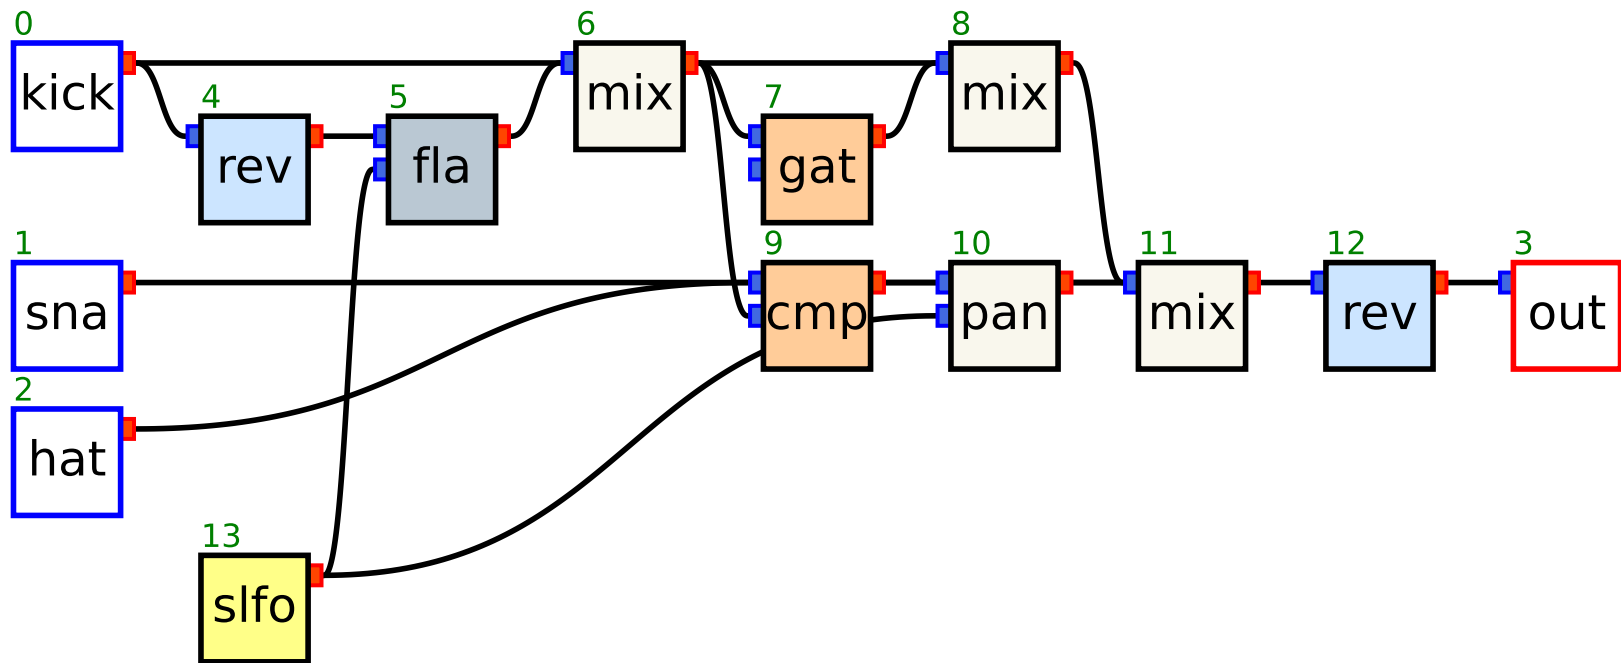 0 6 8
kick mix mix
4 5 7
rev fla gat
1 9 10 11 12 3
sna cmp pan mix rev out
2
hat
13
slfo